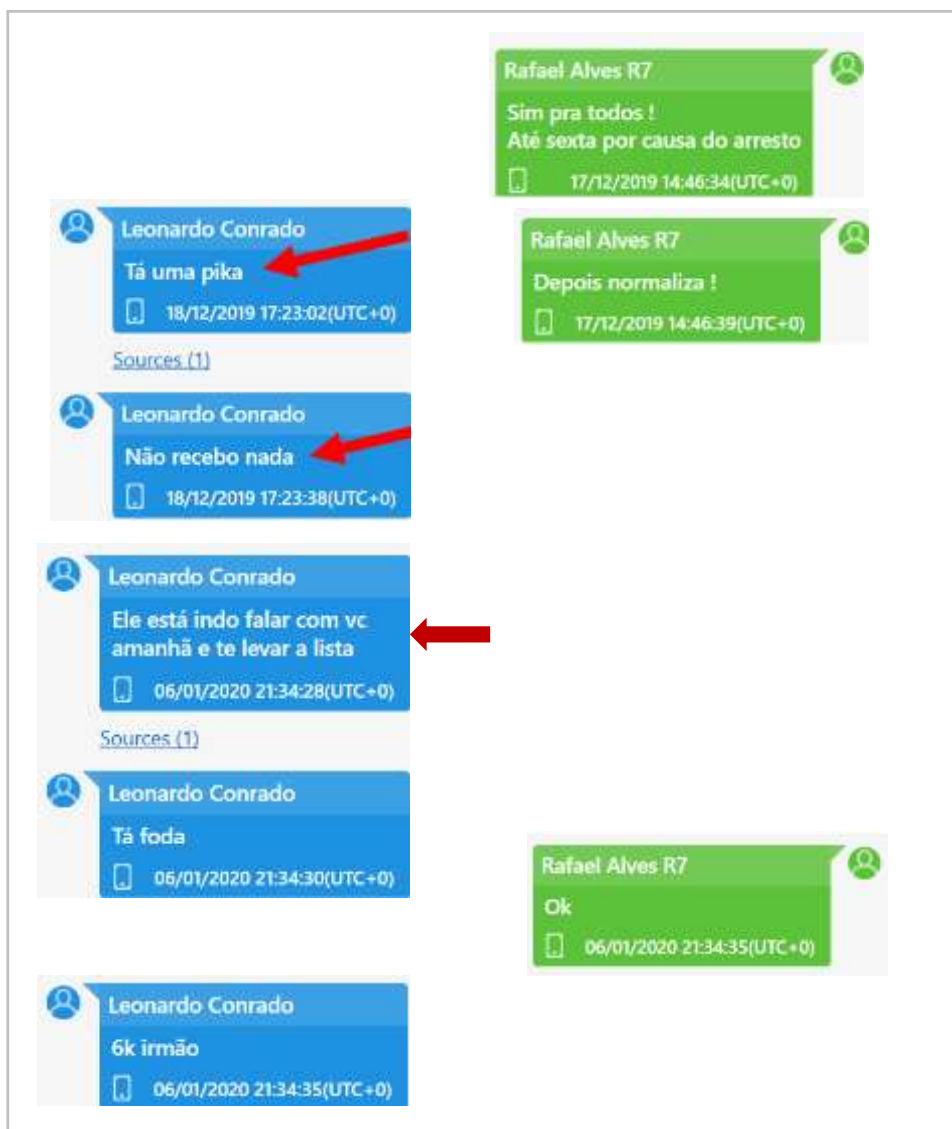 Rafael Alves R7
Sim pra todos !
Até sexta por causa do arresto
17/12/2019 14:46:34(UTC+0)
Rafael Alves R7
Depois normaliza !
17/12/2019 14:46:39(UTC+0)
Leonardo Conrado
Tá uma pika
18/12/2019 17:23:02(UTC+0)
Sources (1)
Leonardo Conrado
Não recebo nada
18/12/2019 17:23:38(UTC+0)
Leonardo Conrado
Ele está indo falar com vc
amanhã e te levar a lista
06/01/2020 21:34:28(UTC+0)
Sources (1)
Leonardo Conrado
Tá foda
06/01/2020 21:34:30(UTC+0)
Rafael Alves R7
Ok
06/01/2020 21:34:35(UTC+0)
Leonardo Conrado
6k irmão
06/01/2020 21:34:35(UTC+0)